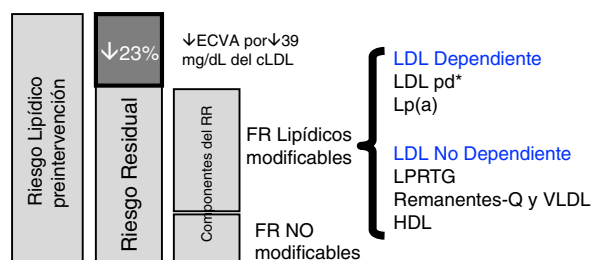 Riesgo Lipídico
preintervención
↓23%
Riesgo Residual
↓ECVA por↓39
mg/dL del cLDL
Componentes del RR
FR Lipídicos
modificables
FR NO
modificables
LDL Dependiente
LDL pd*
Lp(a)
LDL No Dependiente
LPRTG
Remanentes-Q y VLDL
HDL